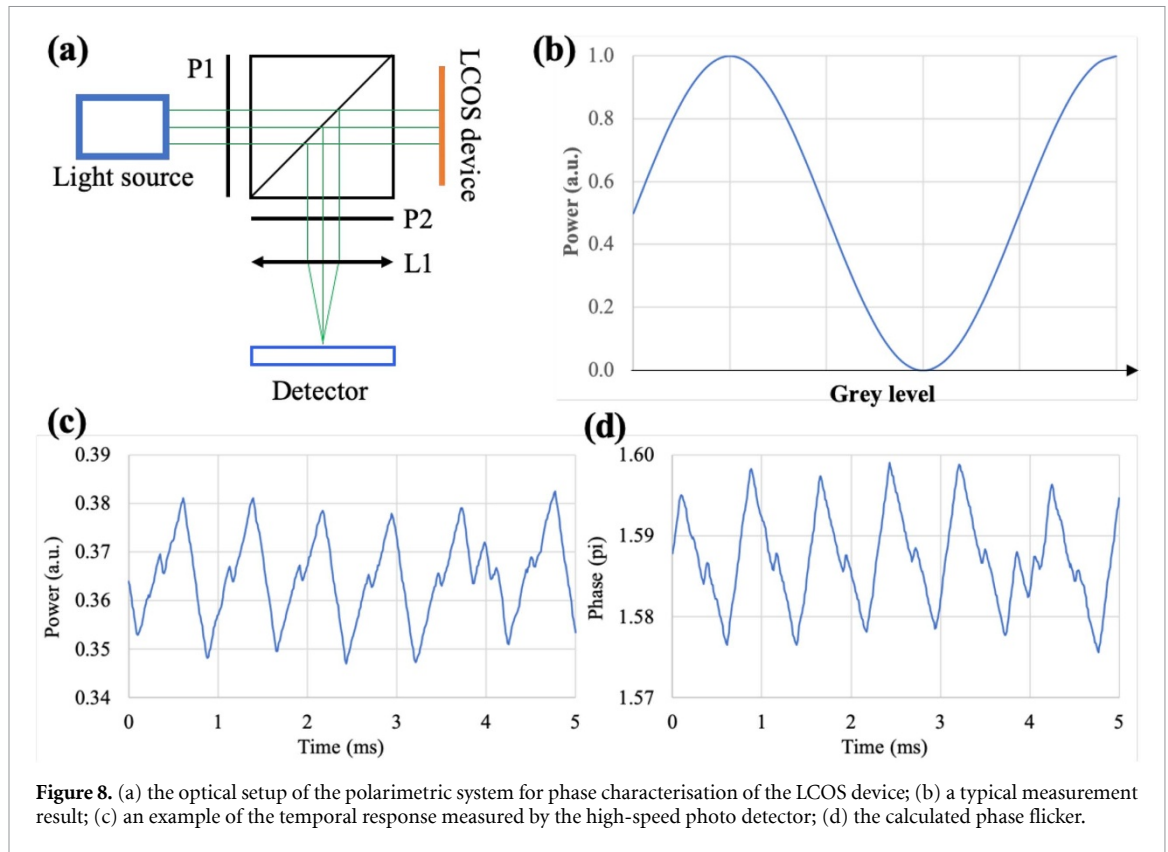 (a)
P1
LCOS device
Light source
P2
L1
Detector
(b)
1.0
0.8
0.6
0.4
0.2
0.0
Power (a.u.)
Grey level
(c)
0.39
0.38
0.37
0.36
0.35
0.34
Power (a.u.)
0 1 2 3 4 5
Time (ms)
(d)
1.60
1.59
1.58
1.57
Phase (pi)
0 1 2 3 4 5
Time (ms)
Figure 8. (a) the optical setup of the polarimetric system for phase characterisation of the LCOS device; (b) a typical measurement
result; (c) an example of the temporal response measured by the high-speed photo detector; (d) the calculated phase flicker.